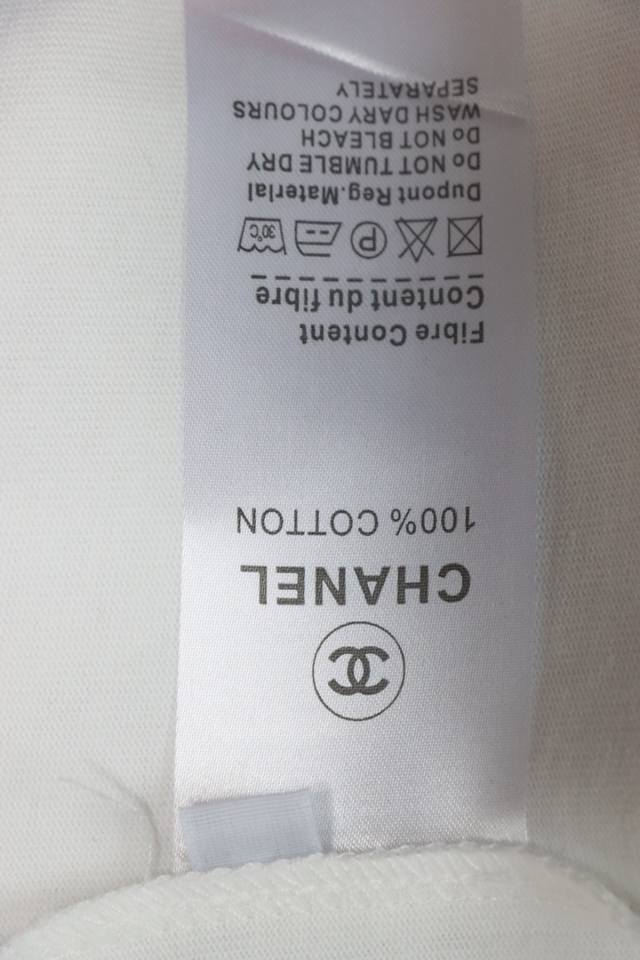 CHANEL
100% COTTON
Fibre Content
Content du fibre
P
30°C
Dupont Reg.Material
Do NOT TUMBLE DRY
Do NOT BLEACH
WASH DARY COLOURS
SEPARATELY